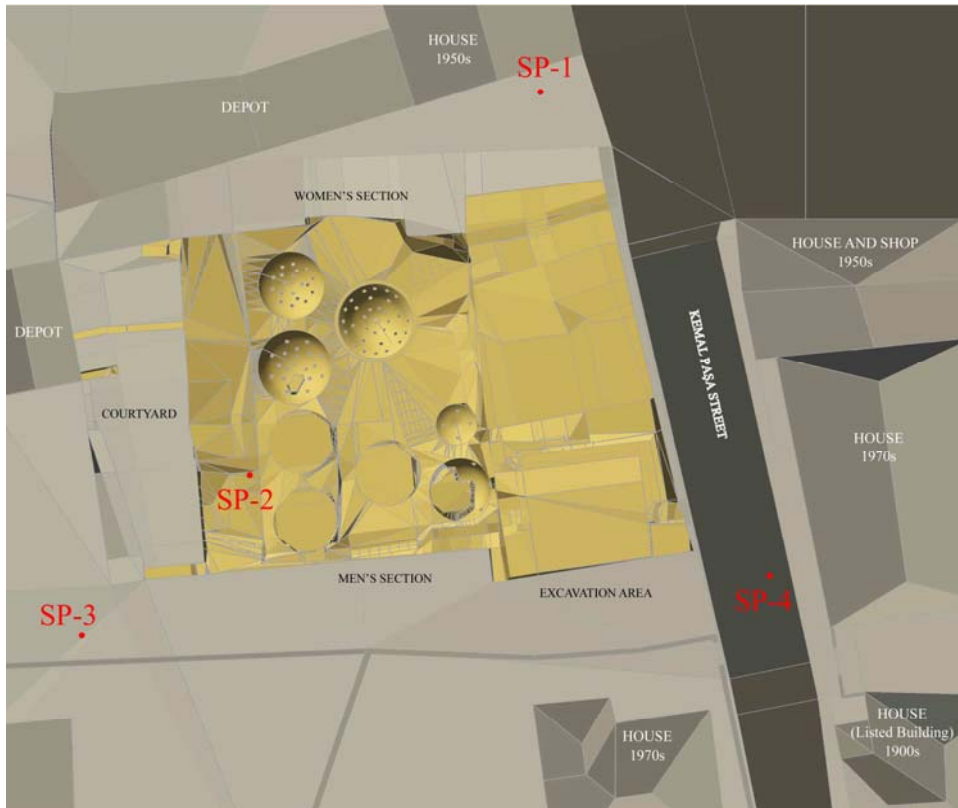 HOUSE
1950s
SP-1
DEPOT
WOMEN'S SECTION
HOUSE AND SHOP
1950s
DEPOT
KEMAL PAŞA STREET
COURTYARD
HOUSE
1970s
SP-2
MEN'S SECTION
EXCAVATION AREA
SP-4
SP-3
HOUSE
1970s
HOUSE
(Listed Building)
1900s